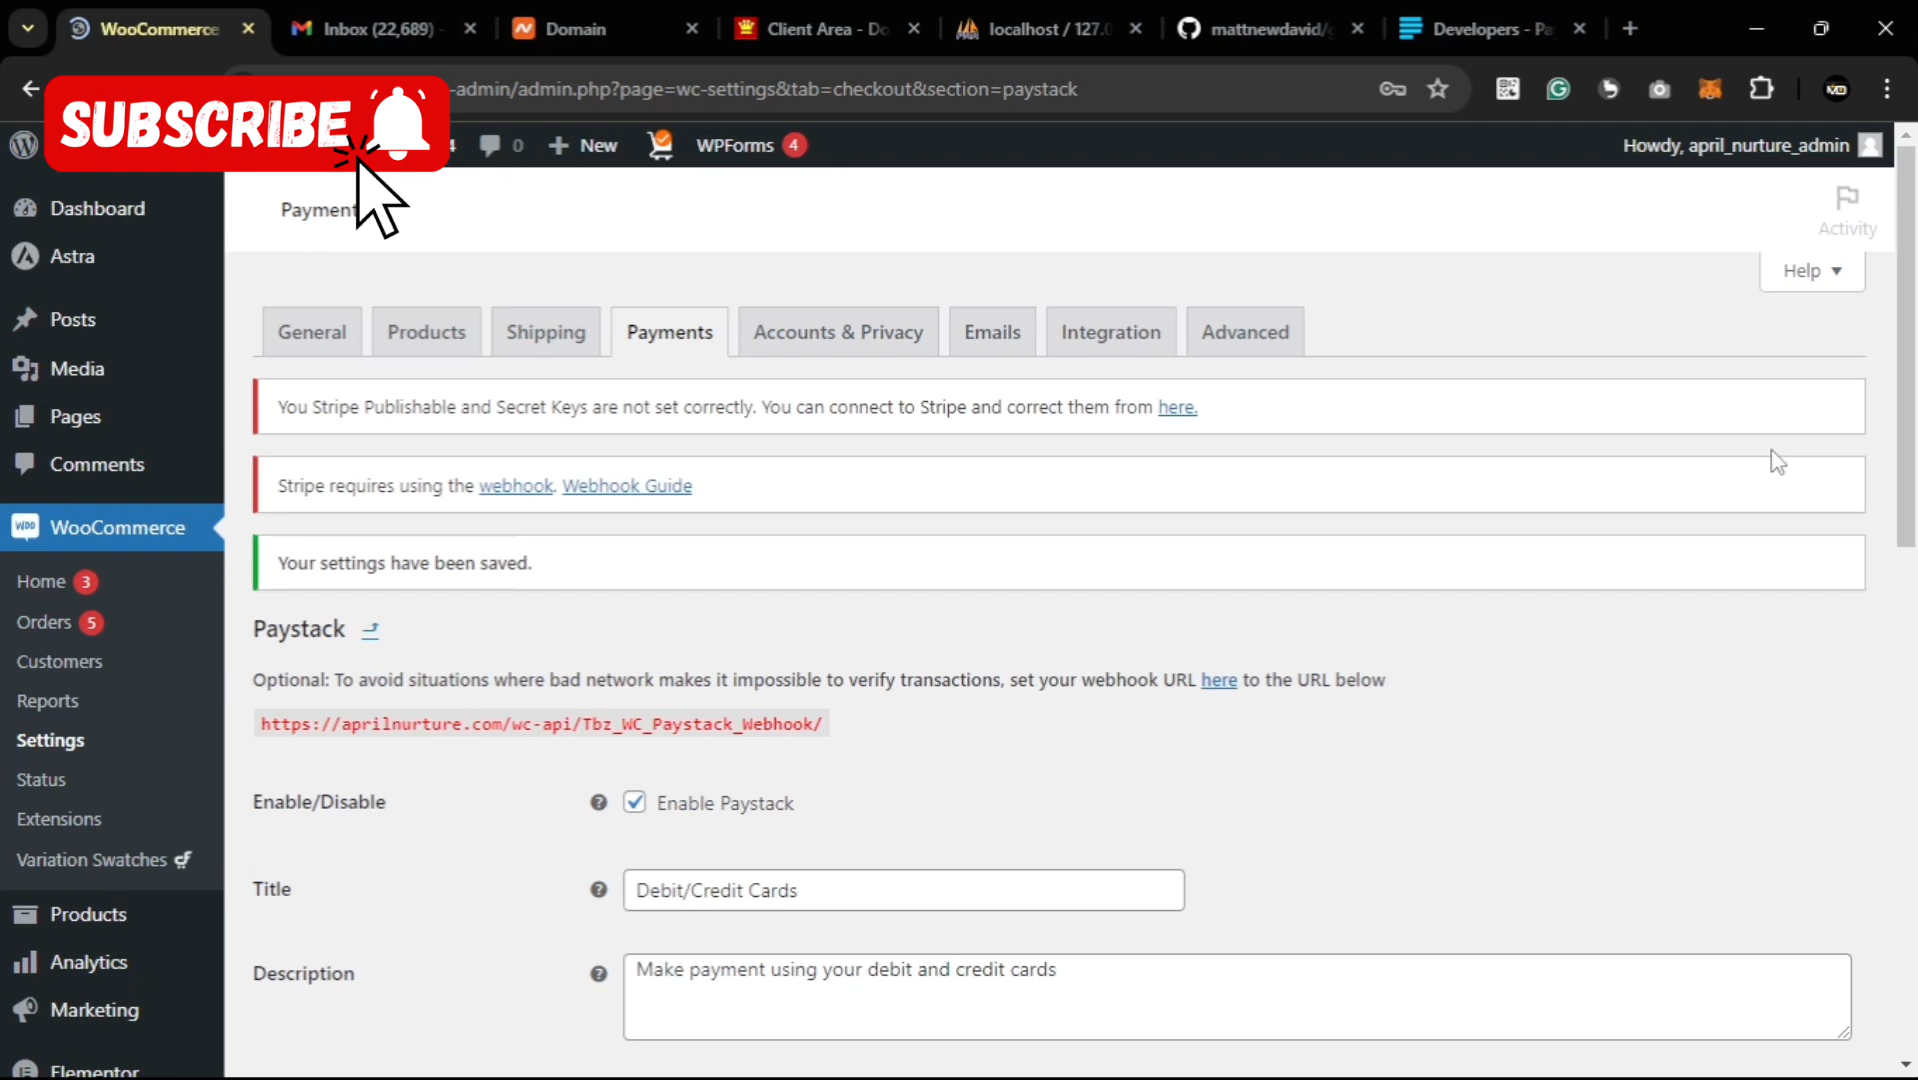 WooCommerce
Inbox (22,689)
Domain
Client Area - Do
localhost / 127.0
mattnewdavid/
Developers - Pa
-admin/admin.php?page=wc-settings&tab=checkout&section=paystack
SUBSCRIBE
4
0
New
WPForms 4
Howdy, april_nurture_admin
Dashboard
Astra
Posts
Media
Pages
Comments
WooCommerce
Home 3
Orders 5
Customers
Reports
Settings
Status
Extensions
Variation Swatches
Products
Analytics
Marketing
Elementor
Payment
Activity
Help
General
Products
Shipping
Payments
Accounts & Privacy
Emails
Integration
Advanced
You Stripe Publishable and Secret Keys are not set correctly. You can connect to Stripe and correct them from here.
Stripe requires using the webhook. Webhook Guide
Your settings have been saved.
Paystack
Optional: To avoid situations where bad network makes it impossible to verify transactions, set your webhook URL here to the URL below
https://aprilnurture.com/wc-api/Tbz_WC_Paystack_Webhook/
Enable/Disable
Enable Paystack
Title
Debit/Credit Cards
Description
Make payment using your debit and credit cards